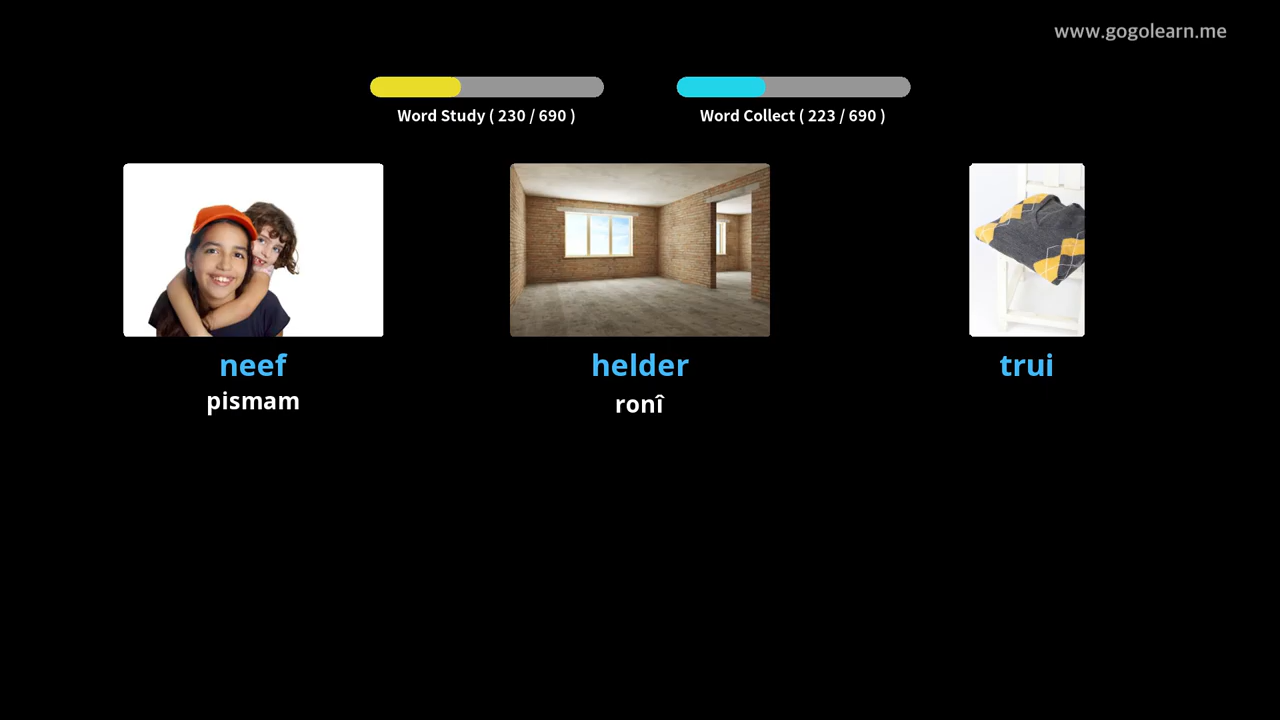 www.gogolearn.me
Word Study ( 230 / 690 )
Word Collect ( 223 / 690 )
neef
helder
trui
pismam
ronî